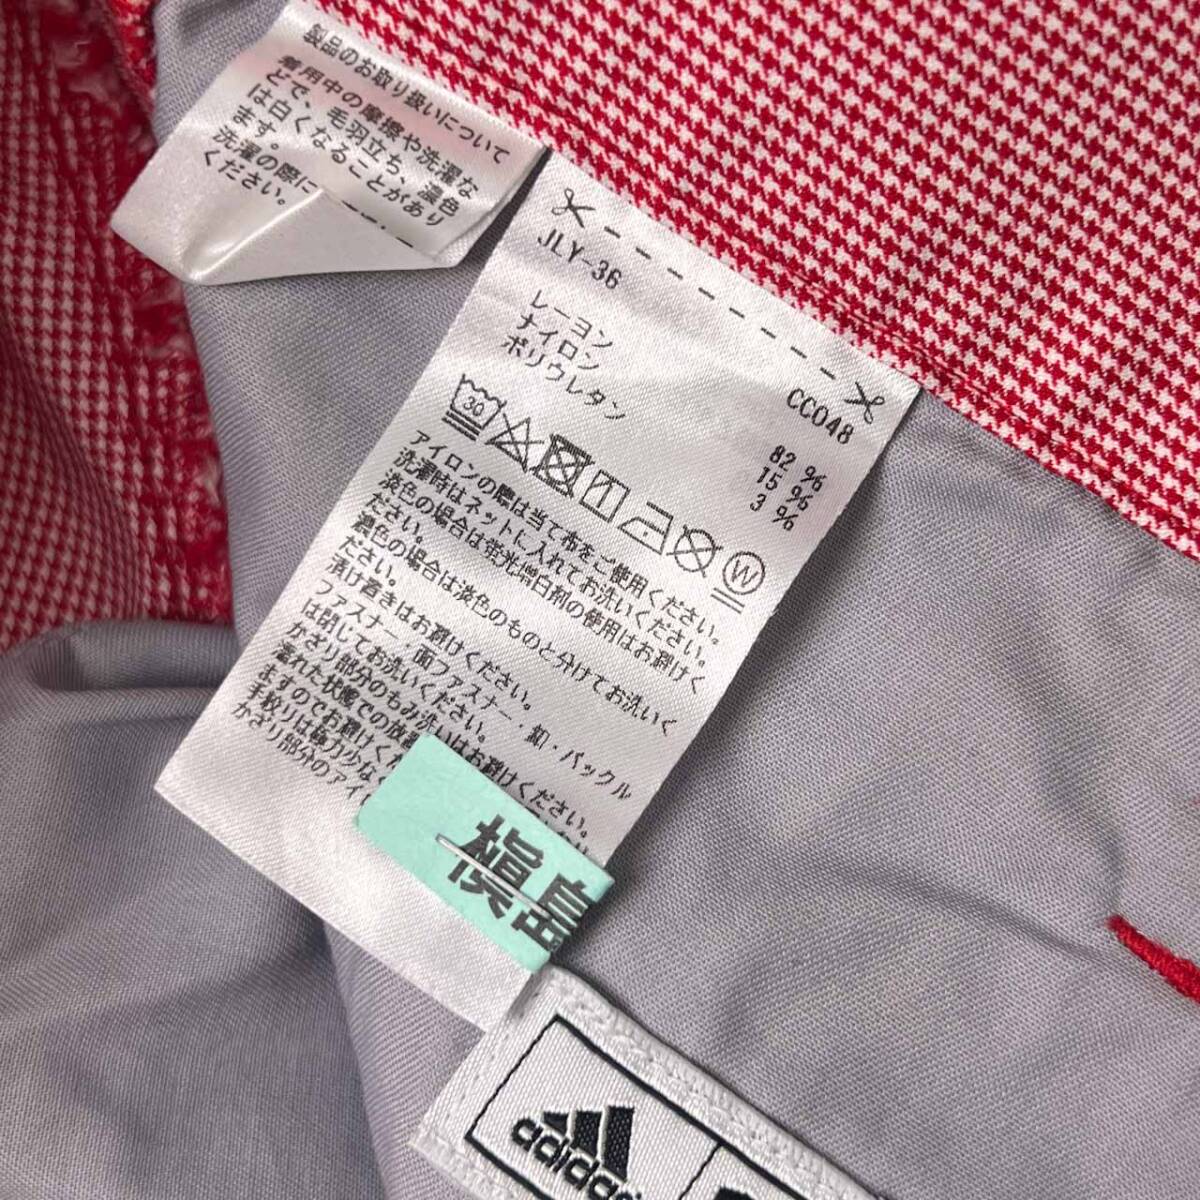 製品のお取り扱いについて
着用中の摩擦や洗濯な
どで、毛羽立ち、濃色
は白くなることがあり
ます。
洗濯の際に
ください。
JLY-36
CC048
レーヨン 82 %
ナイロン 15 %
ポリウレタン 3 %
30
W
アイロンの際は当て布をご使用ください。
洗濯時はネットに入れてお洗いください。
淡色の場合は蛍光増白剤の使用はお避けく
ださい。
濃色の場合は淡色のものと分けてお洗いく
ださい。
漬け置きはお避けください。
ファスナー・面ファスナー・釦・バックル
は閉じてお洗いください。
かざり部分のもみ洗いはお避けください。
濡れた状態での放
ますのでお避けくだ
手絞りは極力少なく
かざり部分のアイ
槇島
adidas